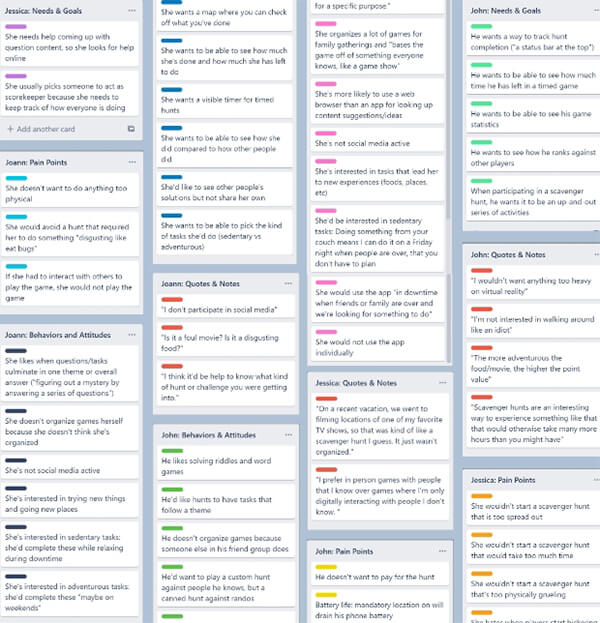 Jessica: Needs & Goals
She needs help coming up with
question content, so she looks for help
online
She usually picks someone to act as
scorekeeper because she needs to
keep track of how everyone is doing
+ Add another card
Joann: Pain Points
She doesn't want to do anything too
physical
She would avoid a hunt that required
her to do something "disgusting like
eat bugs"
If she had to interact with others to
play the game, she would not play the
game
Joann: Behaviors and Attitudes
She likes when questions/tasks
culminate in one theme or overall
answer ("figuring out a mystery by
answering a series of questions")
She doesn't organize games herself
because she doesn't think she's
organized
She's not social media active
She's interested in trying new things
and going new places
She's interested in sedentary tasks:
she'd complete these while relaxing
during downtime
She's interested in adventurous tasks:
she'd complete these "maybe on
weekends"
She wants a map where you can check
off what you've done
She wants to be able to see how much
she's done and how much she has left
to do
She wants a visible timer for timed
hunts
She wants to be able to see how she
did compared to how other people
did
She'd like to see other people's
solutions but not share her own
She wants to be able to pick the kind
of tasks she'd do (sedentary vs
adventurous)
Joann: Quotes & Notes
"I don't participate in social media"
"Is it a foul movie? Is it a disgusting
food?"
"I think it'd be help to know what kind
of hunt or challenge you were getting
into."
John: Behaviors & Attitudes
He likes solving riddles and word
games
He'd like hunts to have tasks that
follow a theme
He doesn't organize games because
someone else in his friend group does
He'd want to play a custom hunt
against people he knows, but a
canned hunt against randos
for a specific purpose."
She organizes a lot of games for
family gatherings and "bases the
game off of something everyone
knows, like a game show"
She's more likely to use a web
browser than an app for looking up
content suggestions/ideas
She's not social media active
She's interested in tasks that lead her
to new experiences (foods, places,
etc)
She'd be interested in sedentary
tasks: Doing something from your
couch means I can do it on a Friday
night when people are over, that you
don't have to plan
She would use the app "in downtime
when friends or family are over and
we're looking for something to do"
She would not use the app
individually
Jessica: Quotes & Notes
"On a recent vacation, we went to
filming locations of one of my favorite
TV shows, so that was kind of like a
scavenger hunt I guess. It just wasn't
organized."
"I prefer in person games with people
that I know over games where I'm only
digitally interacting with people I don't
know. "
John: Pain Points
He doesn't want to pay for the hunt
Battery life: mandatory location on will
drain his phone battery
John: Needs & Goals
He wants a way to track hunt
completion ("a status bar at the top")
He wants to be able to see how much
time he has left in a timed game
He wants to be able to see his game
statistics
He wants to see how he ranks against
other players
When participating in a scavenger
hunt, he wants it to be an up and out
series of activities
John: Quotes & Notes
"I wouldn't want anything too heavy
on virtual reality"
"I'm not interested in walking around
like an idiot"
"The more adventurous the
food/movie, the higher the point
value"
"Scavenger hunts are an interesting
way to experience something like that
that would otherwise take many more
hours than you might have"
Jessica: Pain Points
She wouldn't start a scavenger hunt
that is too spread out
She wouldn't start a scavenger hunt
that would take too much time
She wouldn't start a scavenger hunt
that's too physically grueling
She hates when players start bickering